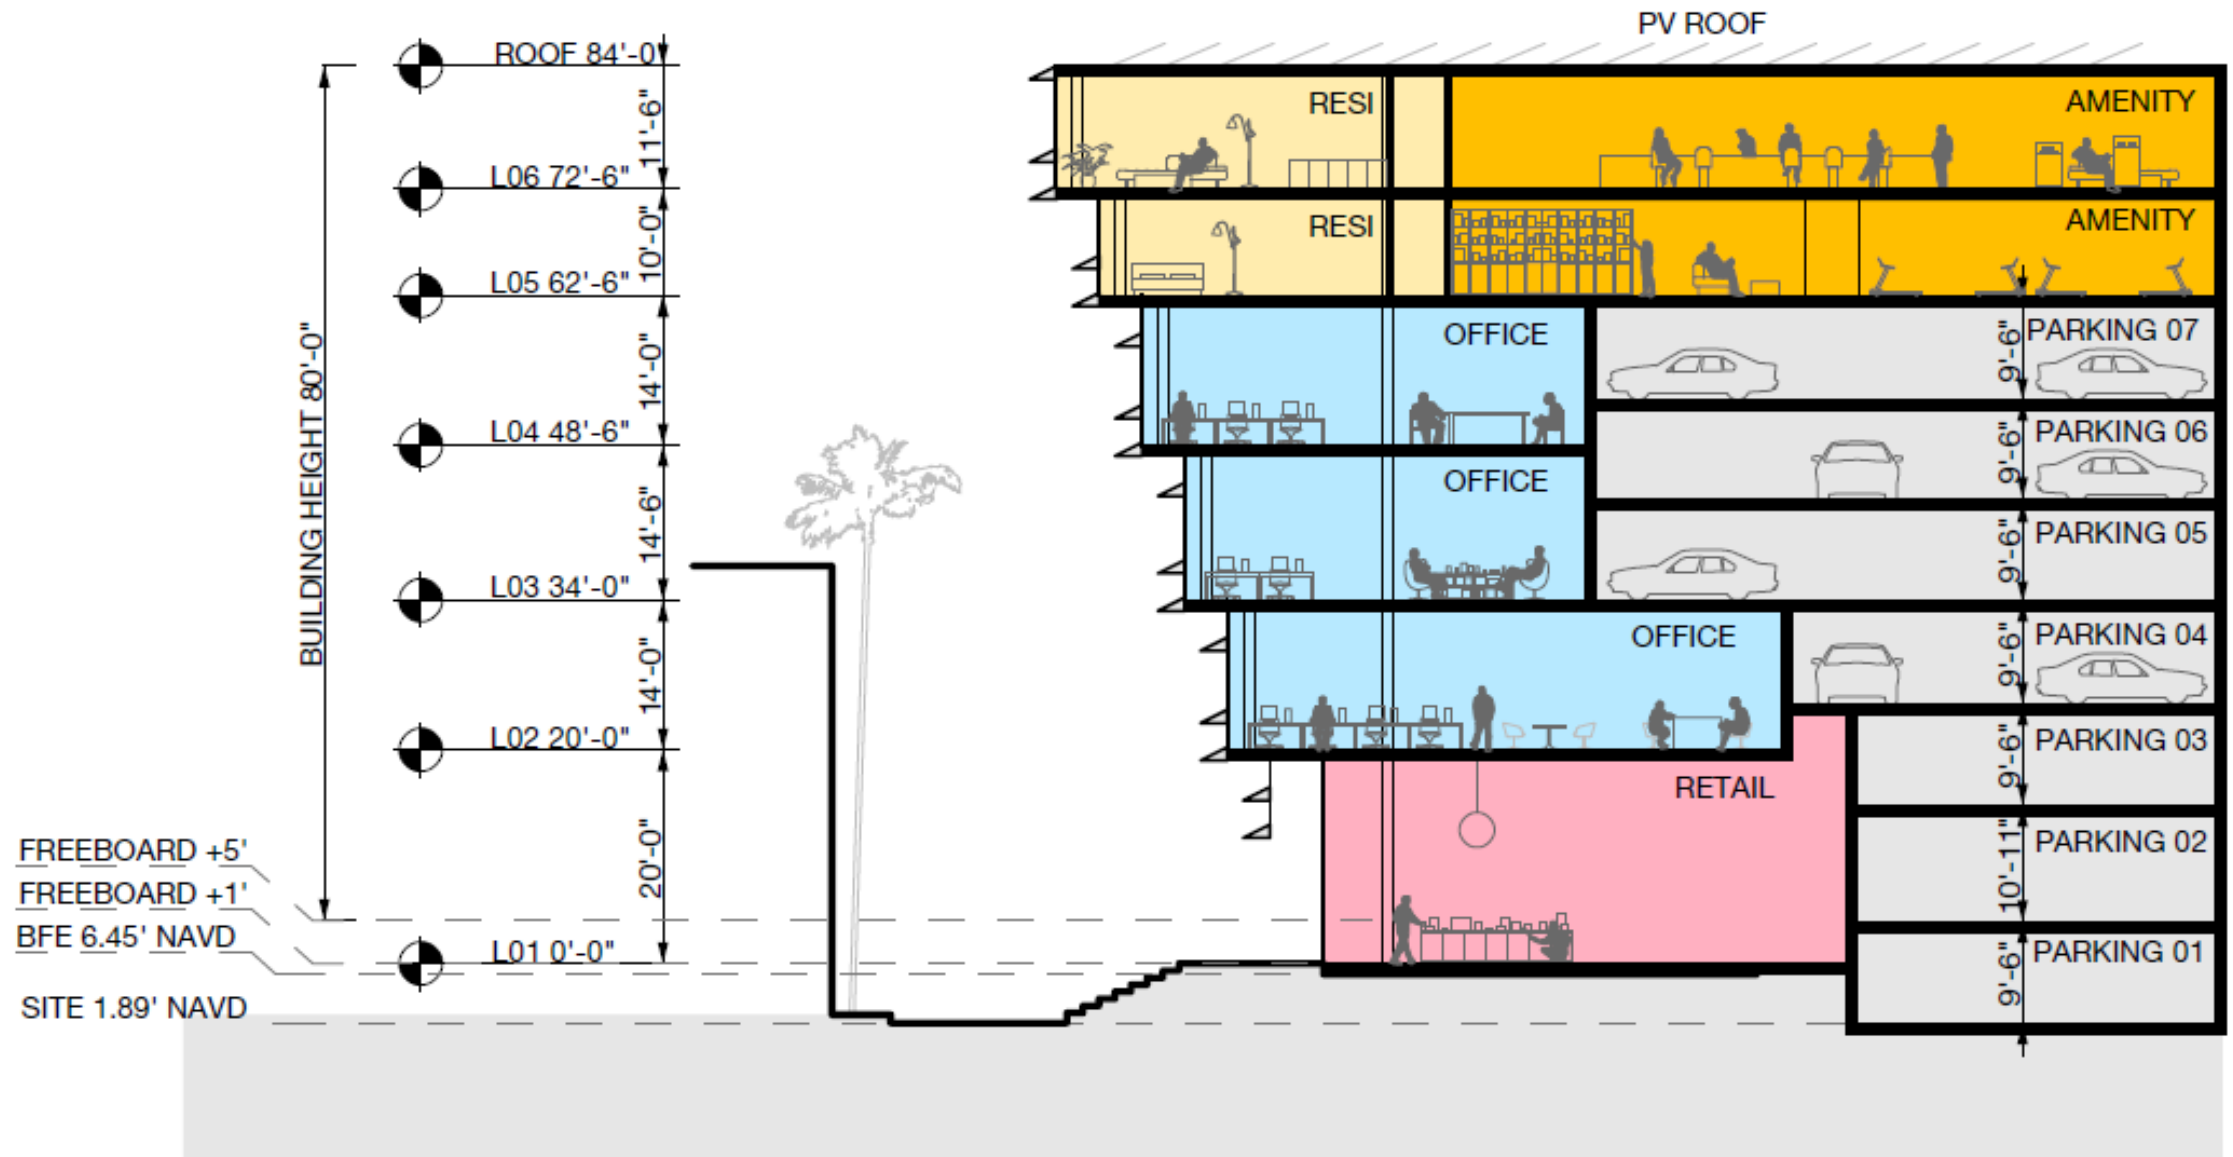 PV ROOF
ROOF 84'-0
11'-6"
RESI
AMENITY
L06 72'-6"
10'-0"
RESI
AMENITY
L05 62'-6"
14'-0"
OFFICE
9'-6"
PARKING 07
BUILDING HEIGHT 80'-0"
L04 48'-6"
14'-6"
OFFICE
9'-6"
PARKING 06
9'-6"
PARKING 05
L03 34'-0"
14'-0"
OFFICE
9'-6"
PARKING 04
L02 20'-0"
20'-0"
RETAIL
9'-6"
PARKING 03
10'-11"
PARKING 02
FREEBOARD +5'
FREEBOARD +1'
BFE 6.45' NAVD
L01 0'-0"
9'-6"
PARKING 01
SITE 1.89' NAVD